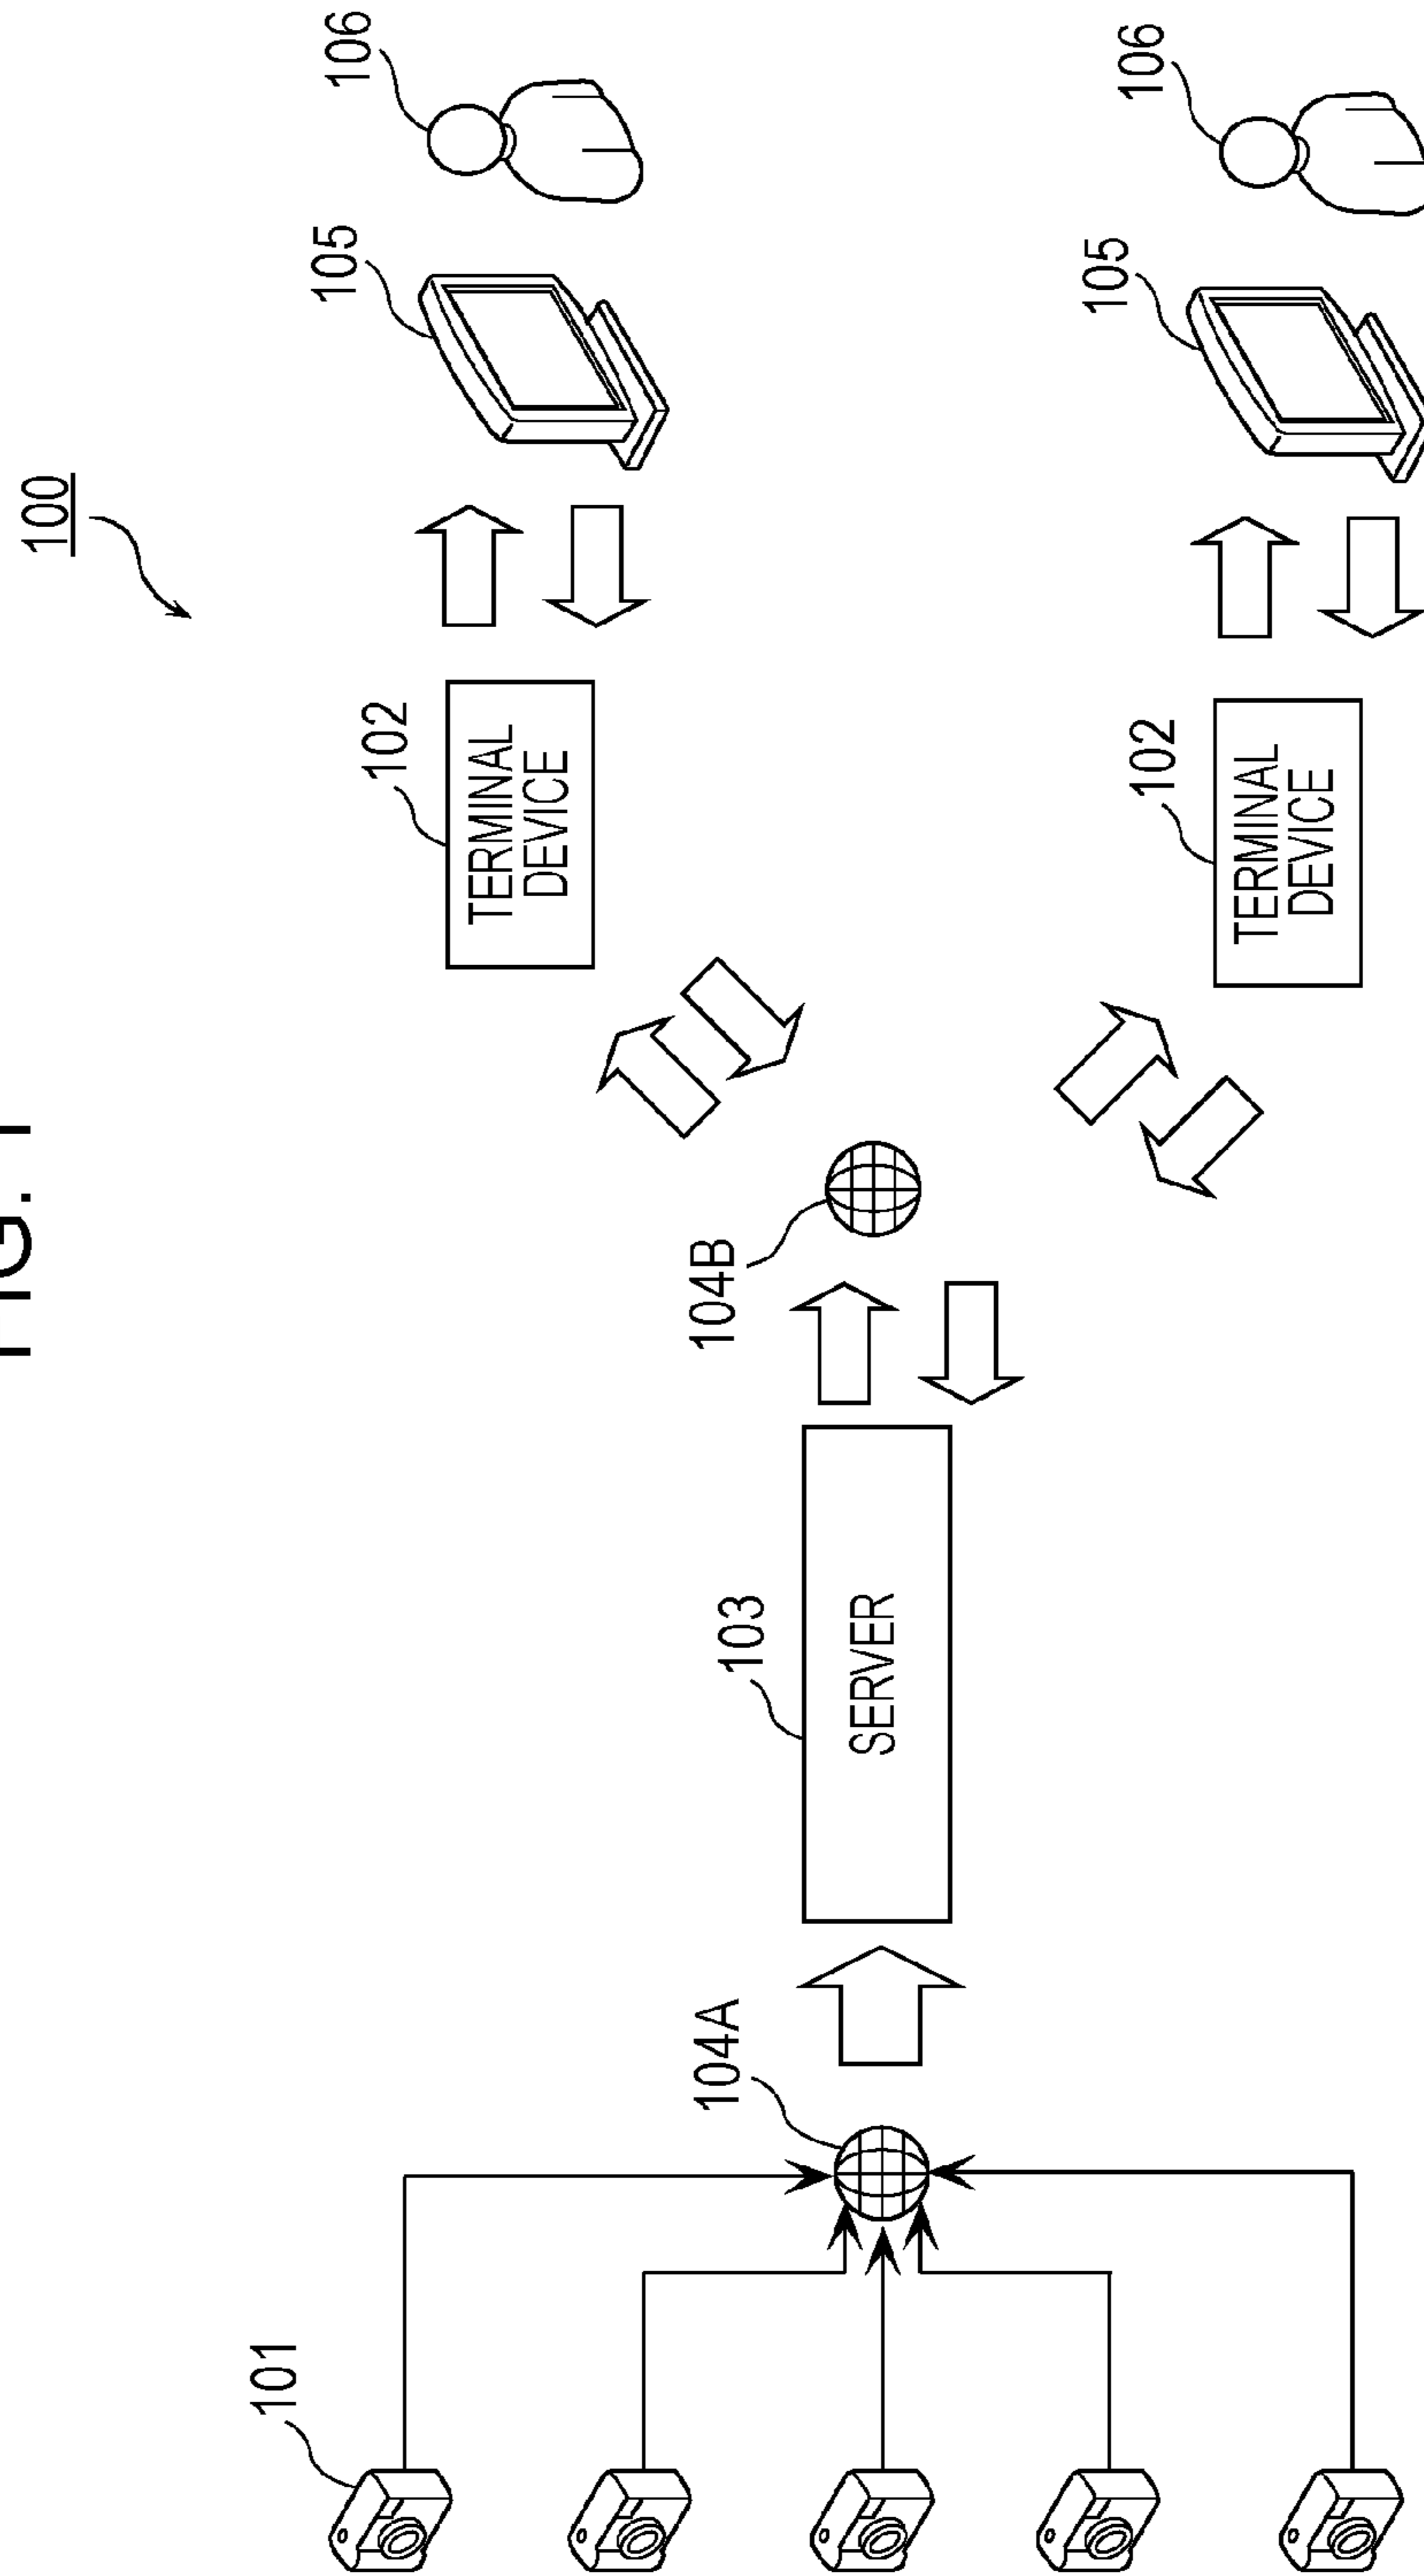 FIG. 1
100
101
102
105
106
TERMINAL
DEVICE
104A
103
104B
SERVER
102
105
106
TERMINAL
DEVICE